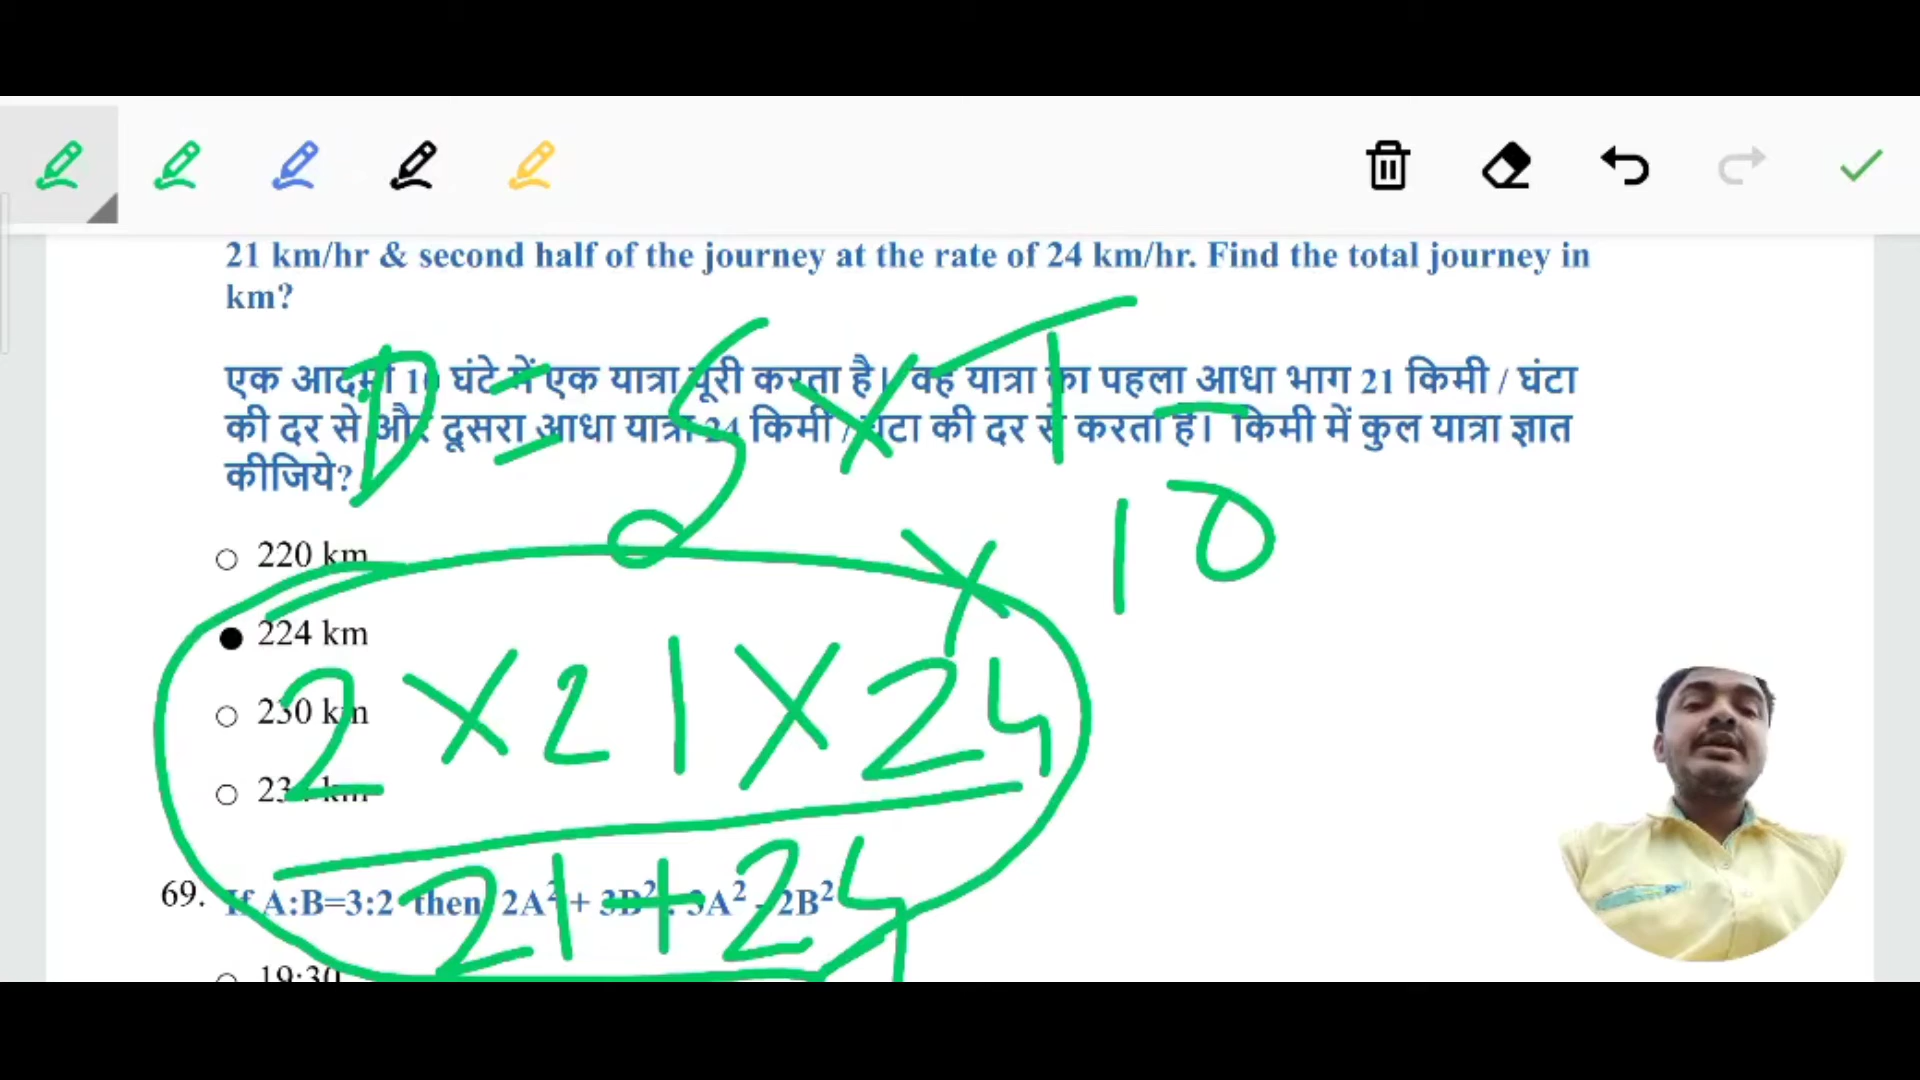 21 km/hr & second half of the journey at the rate of 24 km/hr. Find the total journey in
km?
एक आदमी 10 घंटे में एक यात्रा पूरी करता है। वह यात्रा का पहला आधा भाग 21 किमी / घंटा
की दर से और दूसरा आधा यात्रा 24 किमी / घंटा की दर से करता है। किमी में कुल यात्रा ज्ञात
कीजिये?
D = S × T
× 10
220 km
224 km
230 km
km
2 × 21 × 24
21 + 24
69. If A:B=3:2 then 2A² + 3B² : 3A² - 2B²
19:30